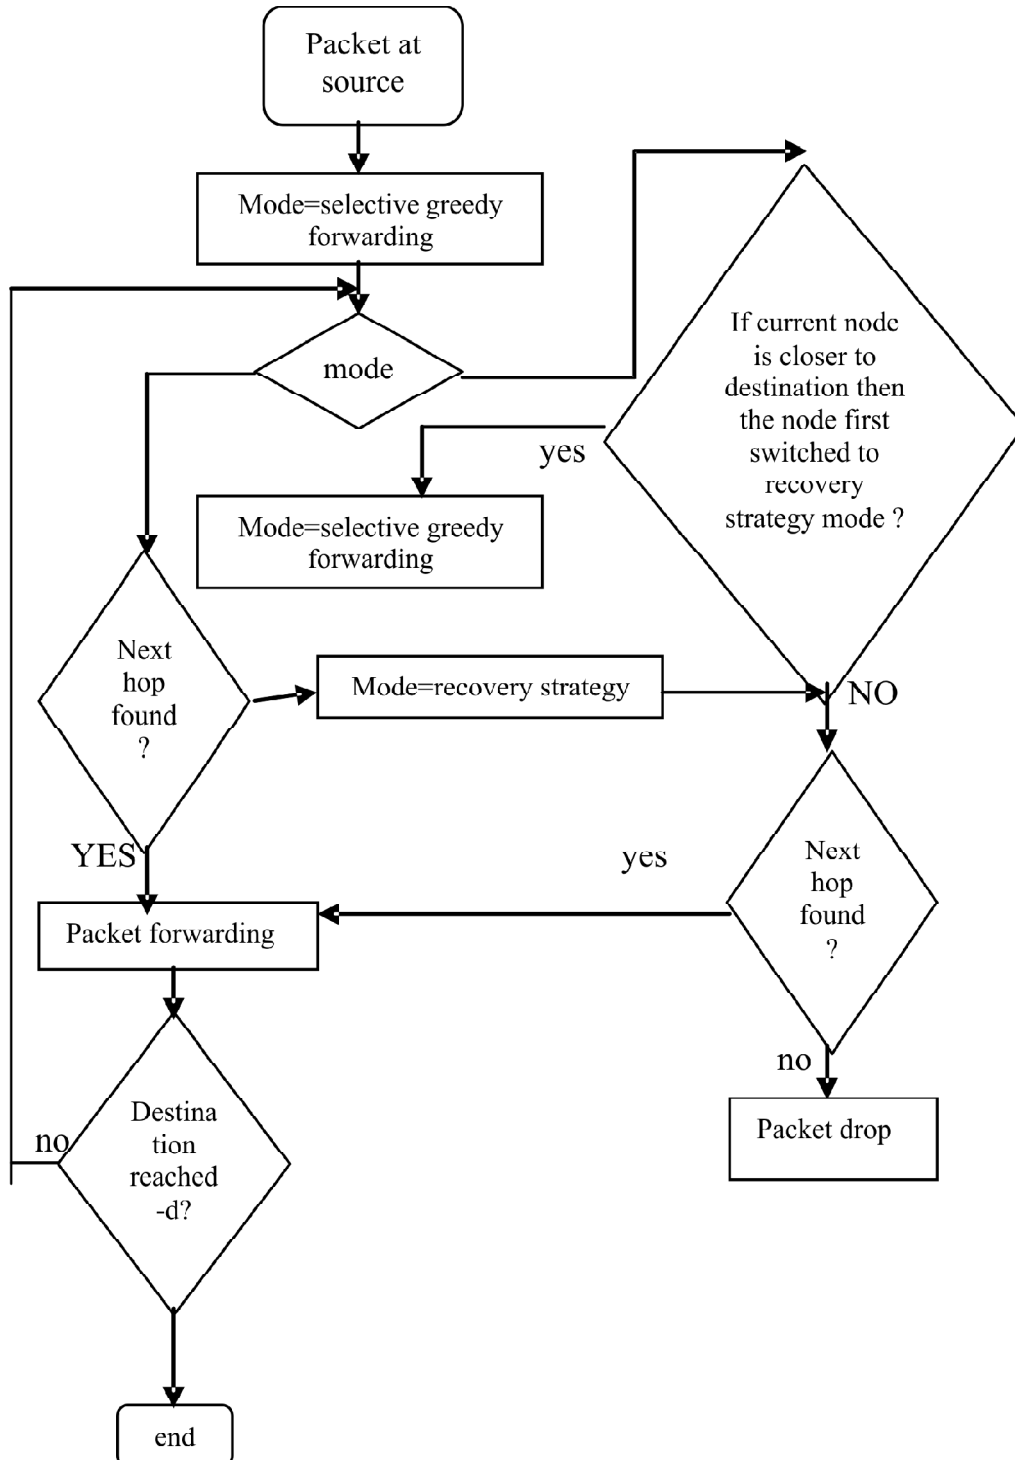 Packet at
source
Mode=selective greedy
forwarding
mode
If current node
is closer to
destination then
the node first
switched to
recovery
strategy mode ?
yes
Mode=selective greedy
forwarding
Next
hop
found
?
Mode=recovery strategy
NO
YES
yes
Next
hop
found
?
Packet forwarding
no
Packet drop
Destina
tion
reached
-d?
no
end